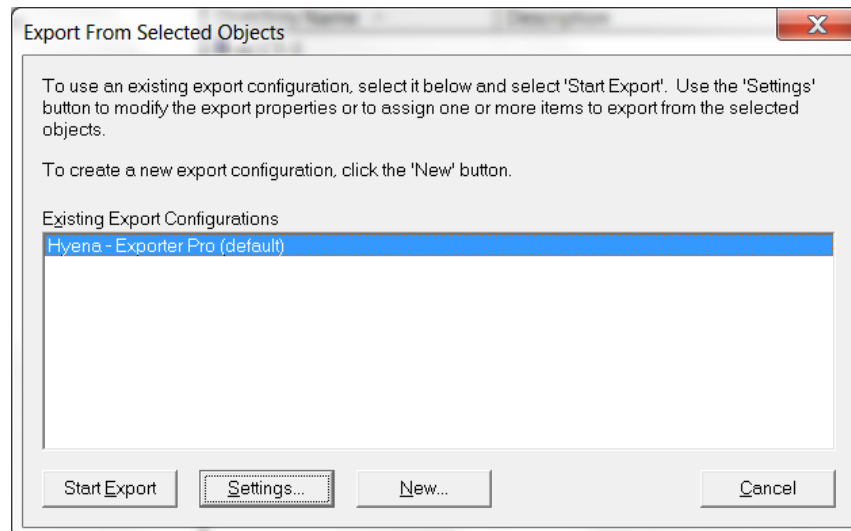 Inventory Name Description
Export From Selected Objects
X
To use an existing export configuration, select it below and select 'Start Export'. Use the 'Settings'
button to modify the export properties or to assign one or more items to export from the selected
objects.
To create a new export configuration, click the 'New' button.
Existing Export Configurations
Hyena - Exporter Pro (default)
Start Export Settings... New... Cancel